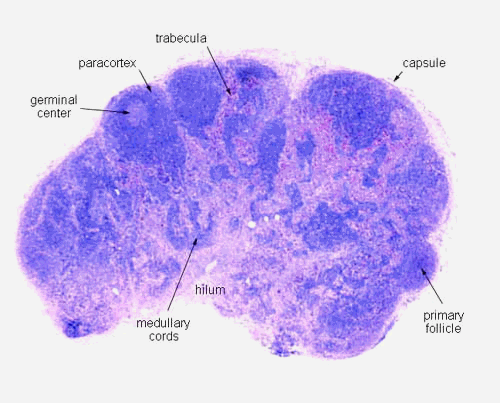 trabecula
paracortex
capsule
germinal
center
hilum
medullary
cords
primary
follicle